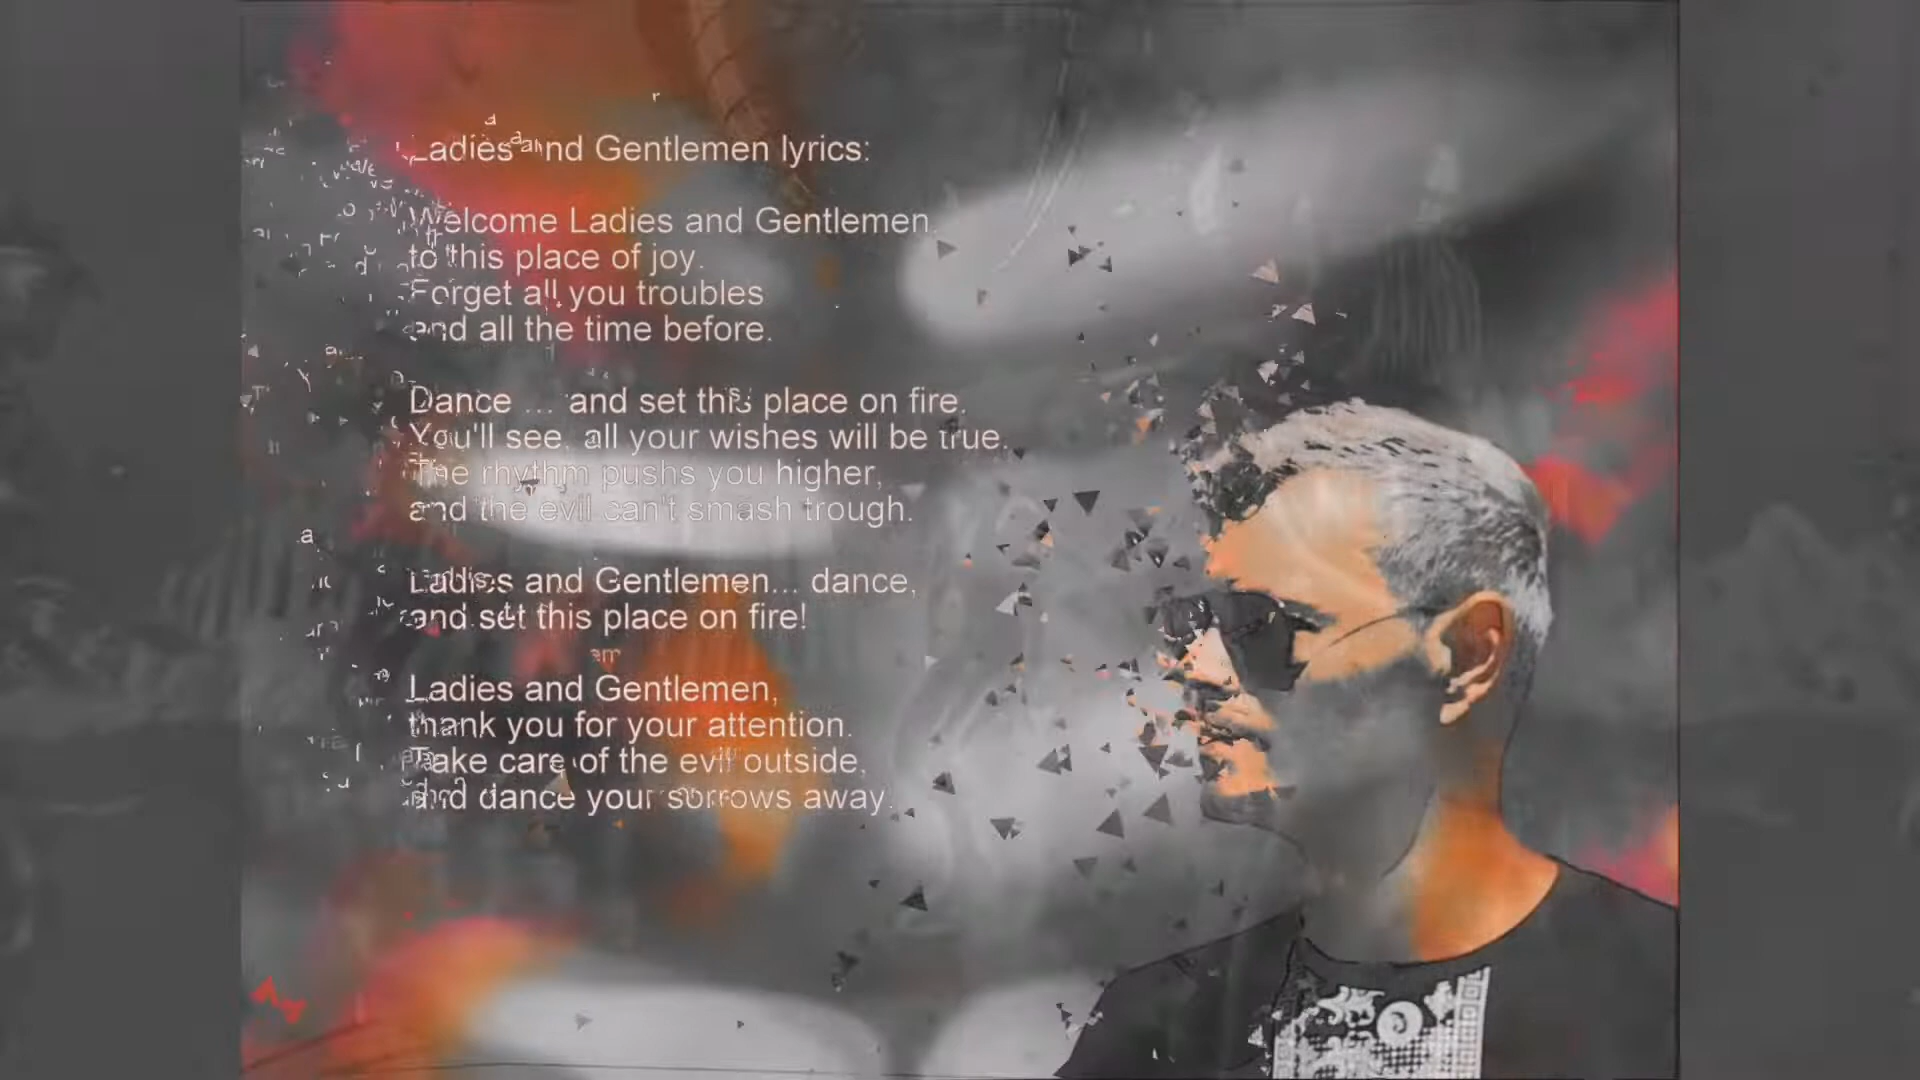 Ladies and Gentlemen lyrics:
Welcome Ladies and Gentlemen.
to this place of joy.
Forget all you troubles
and all the time before.
Dance ... and set this place on fire.
You'll see, all your wishes will be true.
The rhythm pushs you higher,
and the evil can't smash trough.
Ladies and Gentlemen... dance,
and set this place on fire!
Ladies and Gentlemen,
thank you for your attention.
Take care of the evil outside,
and dance your sorrows away.